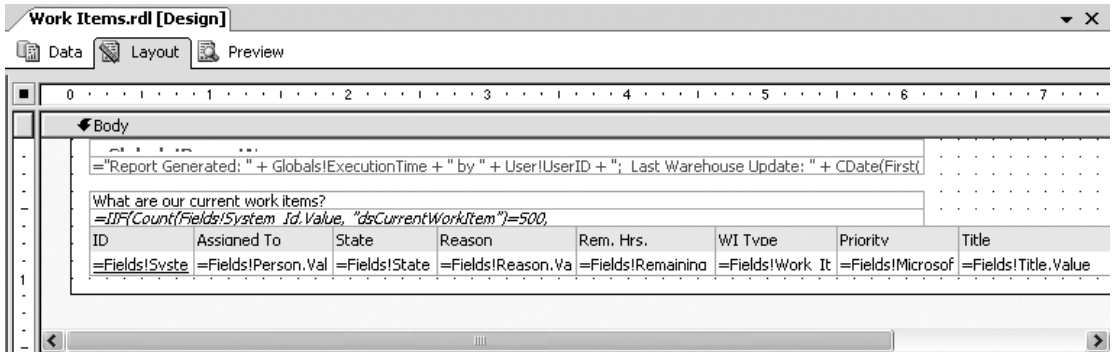 Work Items.rdl [Design]
Data Layout Preview
0 1 2 3 4 5 6 7
Body
="Report Generated: " + Globals!ExecutionTime + " by " + User!UserID + "; Last Warehouse Update: " + CDate(First(
What are our current work items?
=IIF(Count(Fields!System_Id.Value, "dsCurrentWorkItem")=500,
ID Assigned To State Reason Rem. Hrs. WI Type Priority Title
=Fields!Syste =Fields!Person.Val =Fields!State =Fields!Reason.Va =Fields!Remaining =Fields!Work_It =Fields!Microsof =Fields!Title.Value
1